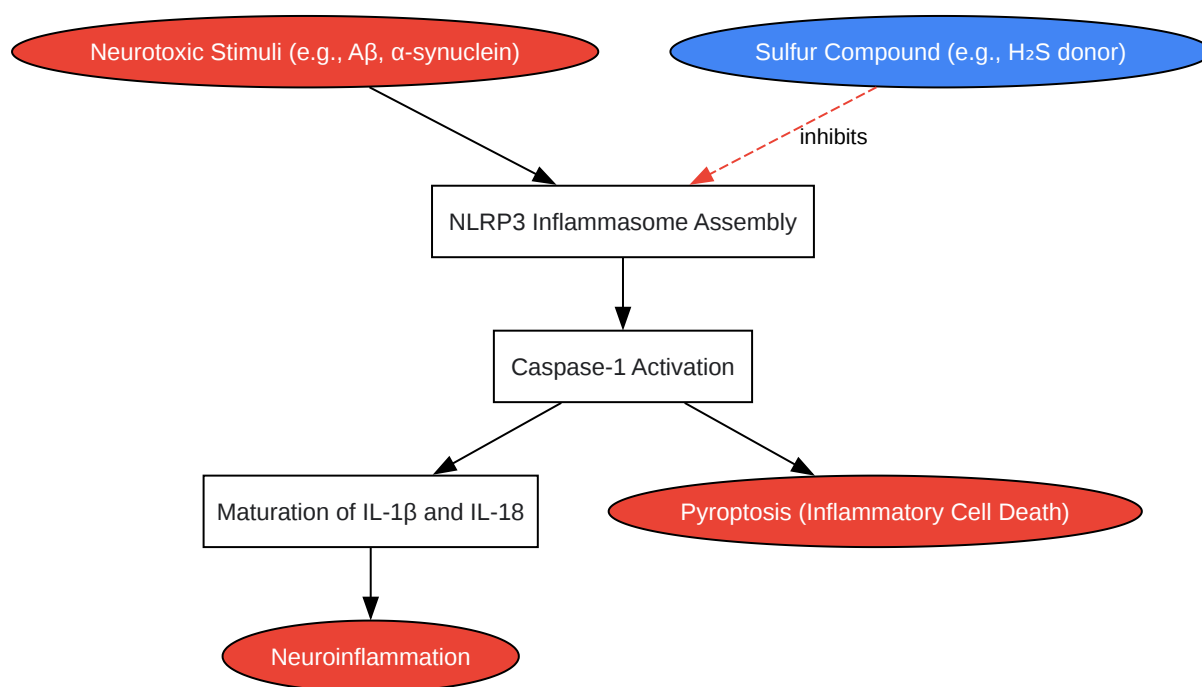 Neurotoxic Stimuli (e.g., Aβ, α-synuclein)
Sulfur Compound (e.g., H₂S donor)
inhibits
NLRP3 Inflammasome Assembly
Caspase-1 Activation
Maturation of IL-1β and IL-18
Pyroptosis (Inflammatory Cell Death)
Neuroinflammation